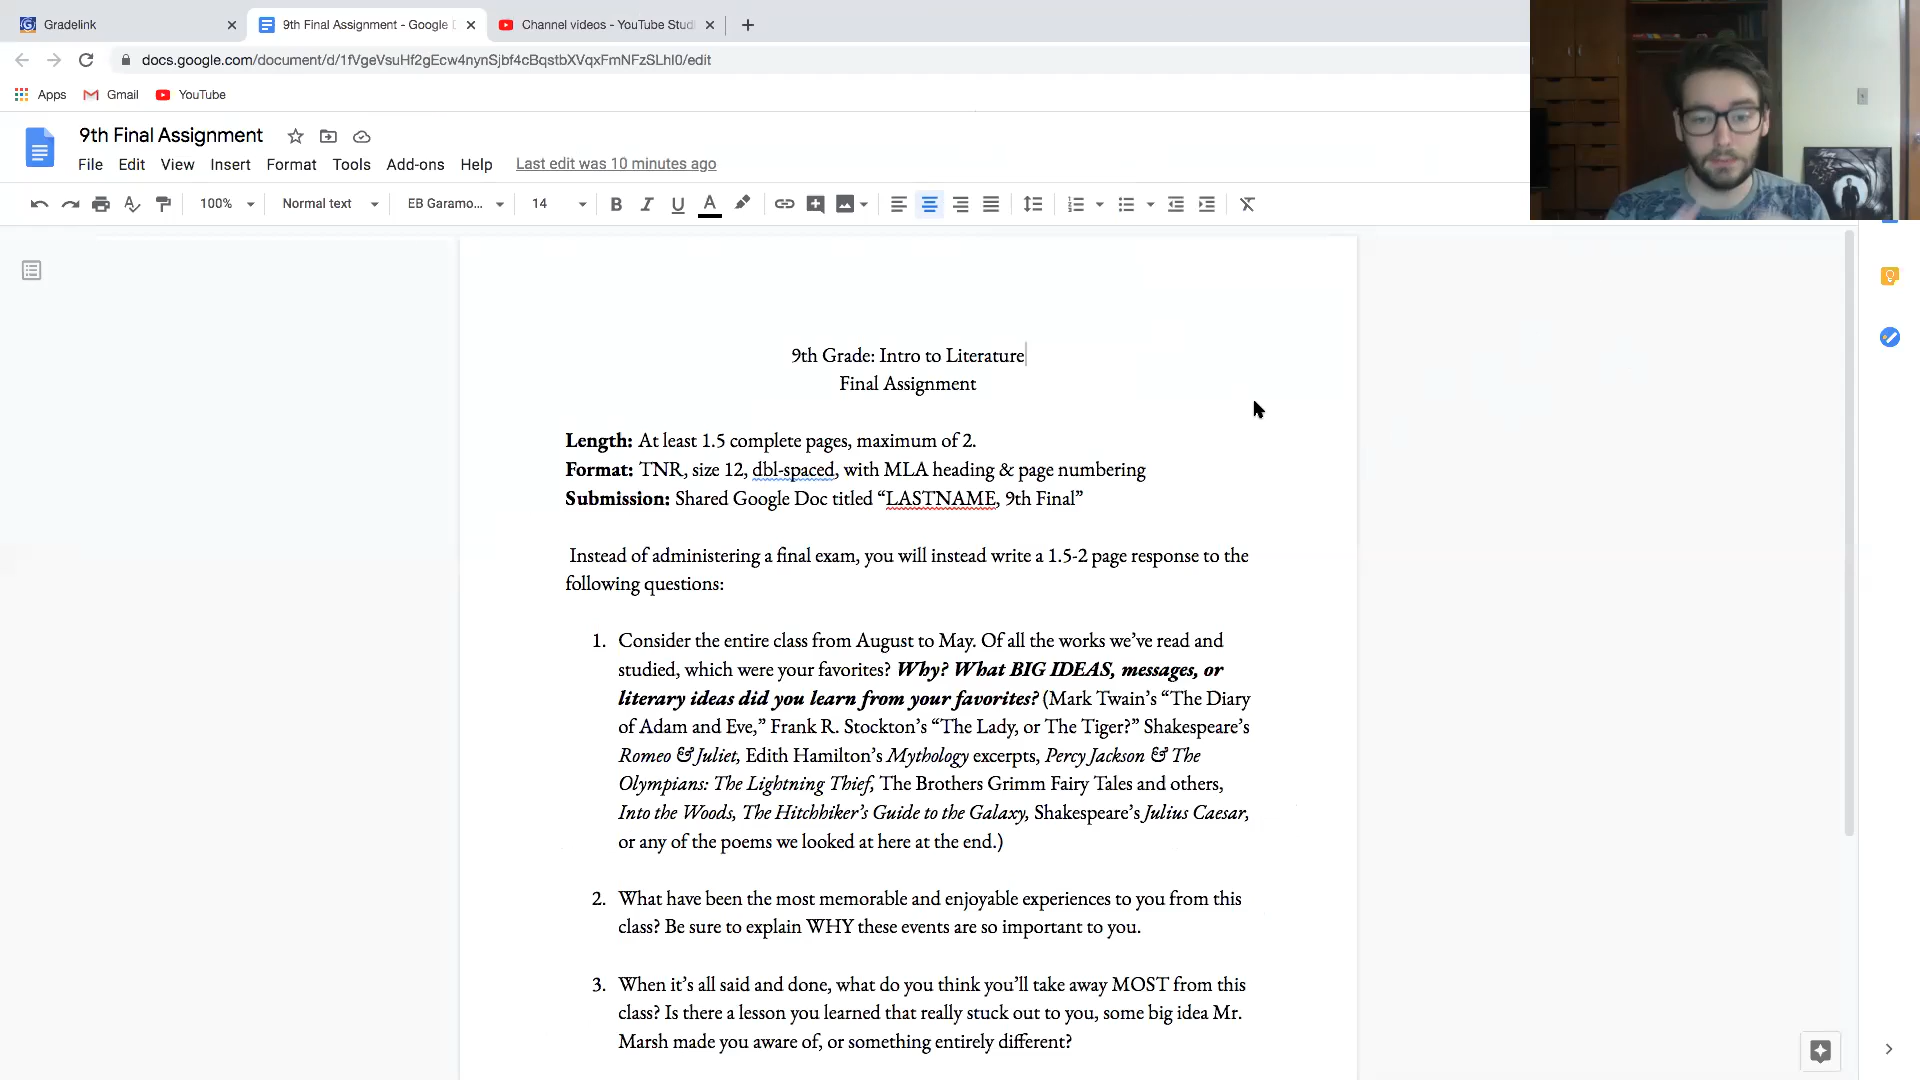 Gradelink
9th Final Assignment - Google D
Channel videos - YouTube Studi
docs.google.com/document/d/1fVgeVsuHf2gEcw4nynSjbf4cBqstbXVqxFmNFzSLhI0/edit
Apps Gmail YouTube
9th Final Assignment
File Edit View Insert Format Tools Add-ons Help Last edit was 10 minutes ago
100% Normal text EB Garamo... 14 B I U A
9th Grade: Intro to Literature
Final Assignment
Length: At least 1.5 complete pages, maximum of 2.
Format: TNR, size 12, dbl-spaced, with MLA heading & page numbering
Submission: Shared Google Doc titled “LASTNAME, 9th Final”
Instead of administering a final exam, you will instead write a 1.5-2 page response to the
following questions:
1. Consider the entire class from August to May. Of all the works we’ve read and
studied, which were your favorites? Why? What BIG IDEAS, messages, or
literary ideas did you learn from your favorites? (Mark Twain’s “The Diary
of Adam and Eve,” Frank R. Stockton’s “The Lady, or The Tiger?” Shakespeare’s
Romeo & Juliet, Edith Hamilton’s Mythology excerpts, Percy Jackson & The
Olympians: The Lightning Thief, The Brothers Grimm Fairy Tales and others,
Into the Woods, The Hitchhiker’s Guide to the Galaxy, Shakespeare’s Julius Caesar,
or any of the poems we looked at here at the end.)
2. What have been the most memorable and enjoyable experiences to you from this
class? Be sure to explain WHY these events are so important to you.
3. When it’s all said and done, what do you think you’ll take away MOST from this
class? Is there a lesson you learned that really stuck out to you, some big idea Mr.
Marsh made you aware of, or something entirely different?